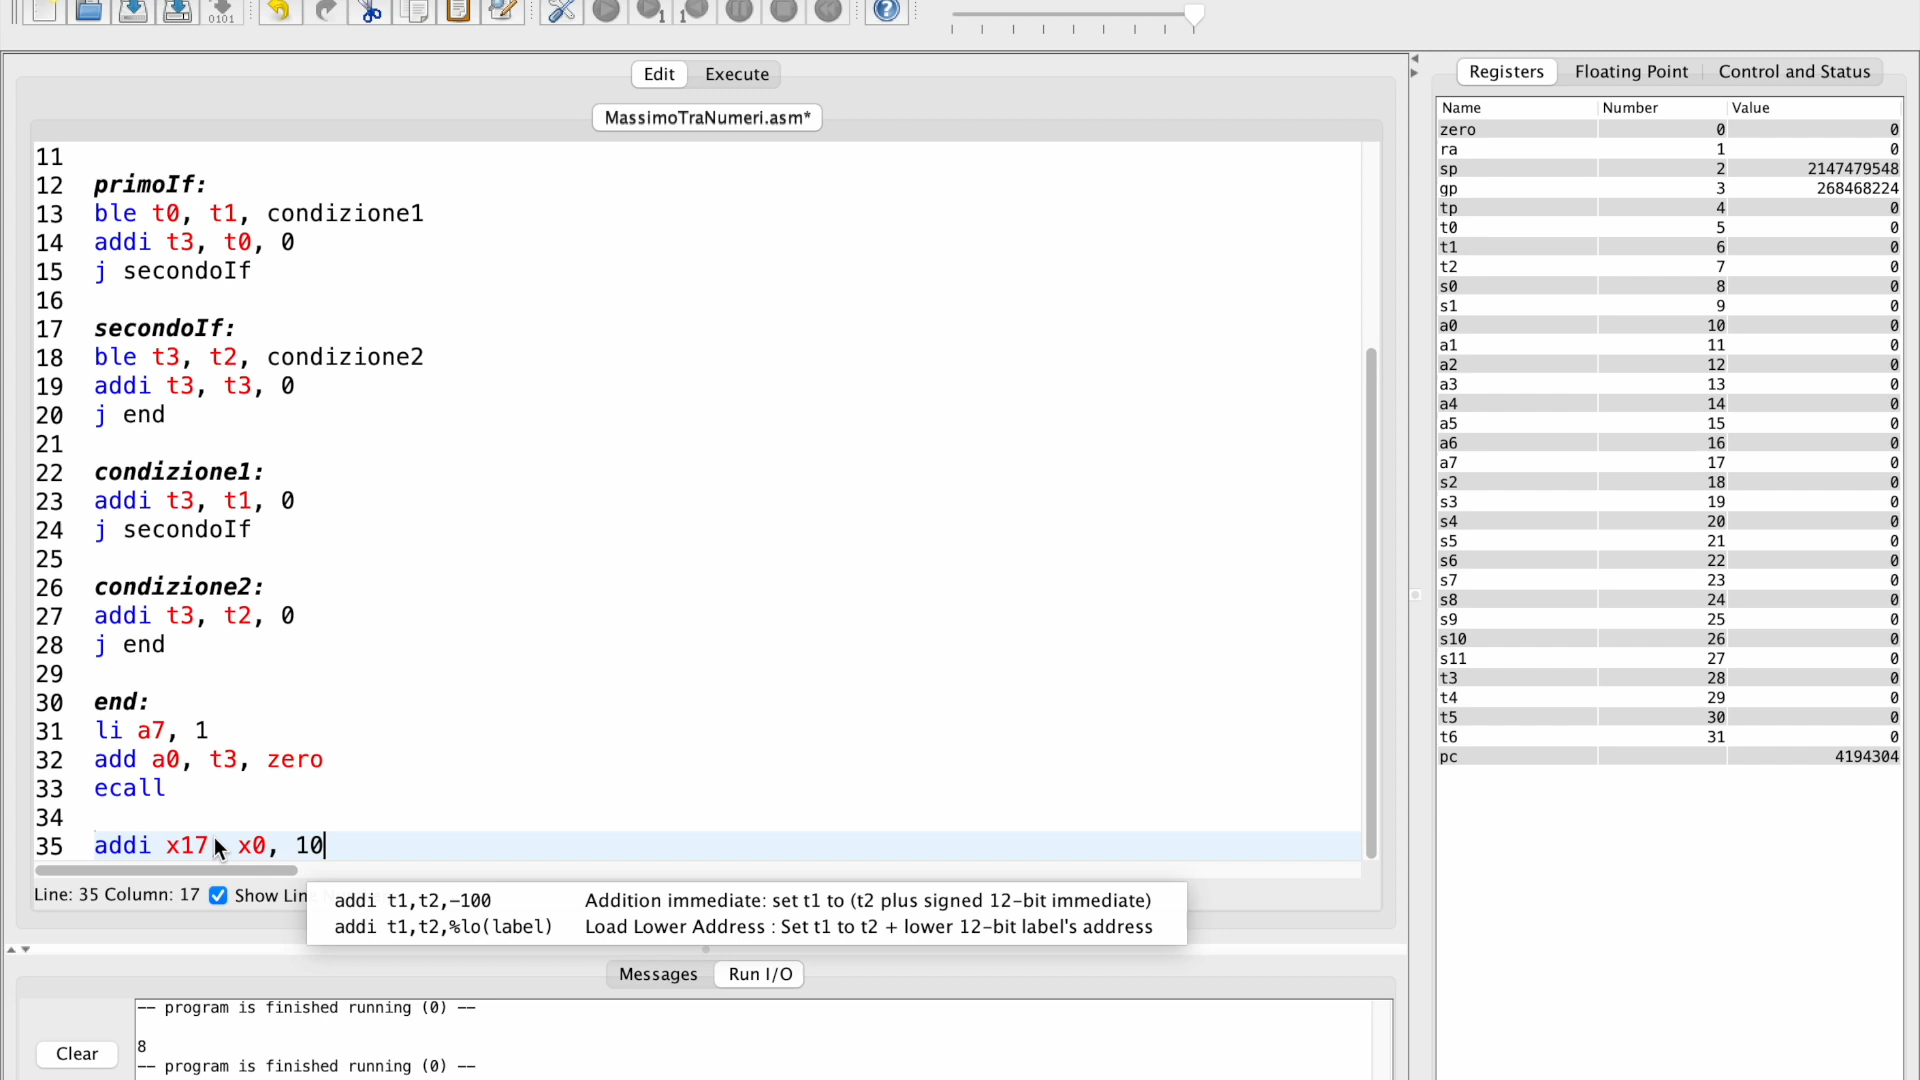 0101
1
1
Edit
Execute
MassimoTraNumeri.asm*
11
12 primoIf:
13 ble t0, t1, condizione1
14 addi t3, t0, 0
15 j secondoIf
16
17 secondoIf:
18 ble t3, t2, condizione2
19 addi t3, t3, 0
20 j end
21
22 condizione1:
23 addi t3, t1, 0
24 j secondoIf
25
26 condizione2:
27 addi t3, t2, 0
28 j end
29
30 end:
31 li a7, 1
32 add a0, t3, zero
33 ecall
34
35 addi x17 x0, 10
Line: 35 Column: 17 Show Lin
addi t1,t2,-100 Addition immediate: set t1 to (t2 plus signed 12-bit immediate)
addi t1,t2,%lo(label) Load Lower Address : Set t1 to t2 + lower 12-bit label's address
Messages
Run I/O
-- program is finished running (0) --
8
-- program is finished running (0) --
Clear
Registers
Floating Point
Control and Status
Name Number Value
zero 0 0
ra 1 0
sp 2 2147479548
gp 3 268468224
tp 4 0
t0 5 0
t1 6 0
t2 7 0
s0 8 0
s1 9 0
a0 10 0
a1 11 0
a2 12 0
a3 13 0
a4 14 0
a5 15 0
a6 16 0
a7 17 0
s2 18 0
s3 19 0
s4 20 0
s5 21 0
s6 22 0
s7 23 0
s8 24 0
s9 25 0
s10 26 0
s11 27 0
t3 28 0
t4 29 0
t5 30 0
t6 31 0
pc 4194304